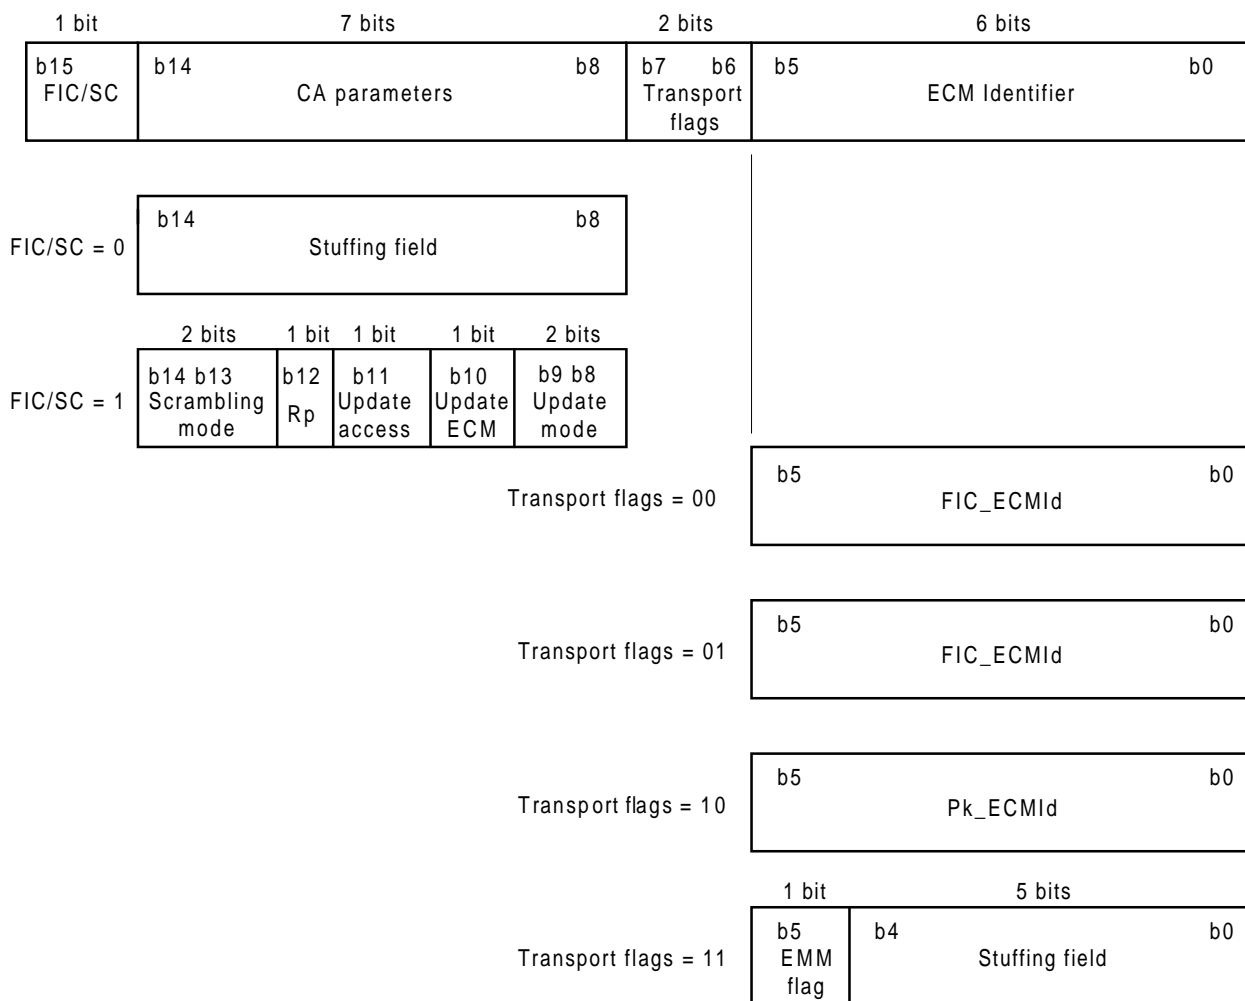 1 bit 7 bits 2 bits 6 bits
b15 b14 b8 b7 b6 b5 b0
FIC/SC CA parameters Transport ECM Identifier
flags
b14 b8
FIC/SC = 0 Stuffing field
2 bits 1 bit 1 bit 1 bit 2 bits
b14 b13 b12 b11 b10 b9 b8
FIC/SC = 1 Scrambling Rp Update Update Update
mode access ECM mode
b5 b0
Transport flags = 00 FIC_ECMId
b5 b0
Transport flags = 01 FIC_ECMId
b5 b0
Transport flags = 10 Pk_ECMId
1 bit 5 bits
b5 b4 b0
Transport flags = 11 EMM Stuffing field
flag